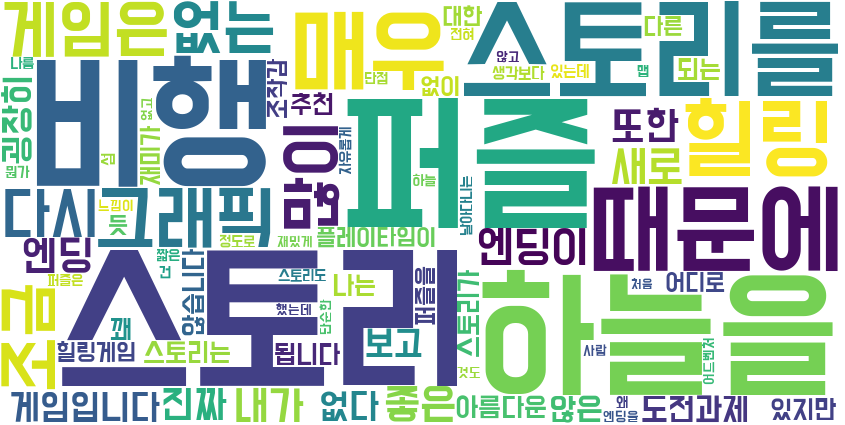 게임은
없는
매우
대한
전혀
스토리를
다른
나름
비행
조작감
추천
단점
없이
않고
생각보다
있는데
맵
되는
굉장히
뭔가
섬
재미가
없고
많이
자유롭게
퍼즐
하늘
날아다니는
또한
새로
힐링
때문에
다시
느낌이
듯
그래픽
정도로
재밌게
플레이타임이
엔딩
엔딩이
퍼즐은
짧은
건
않습니다
스토리도
나는
퍼즐을
스토리가
하늘을
처음
어디로
조금
꽤
스토리
했는데
단순한
힐링게임
스토리는
됩니다
보고
것도
사람
어드벤처
게임입니다
진짜
내가
없다
좋은
아름다운
않은
왜
엔딩을
도전과제
있지만